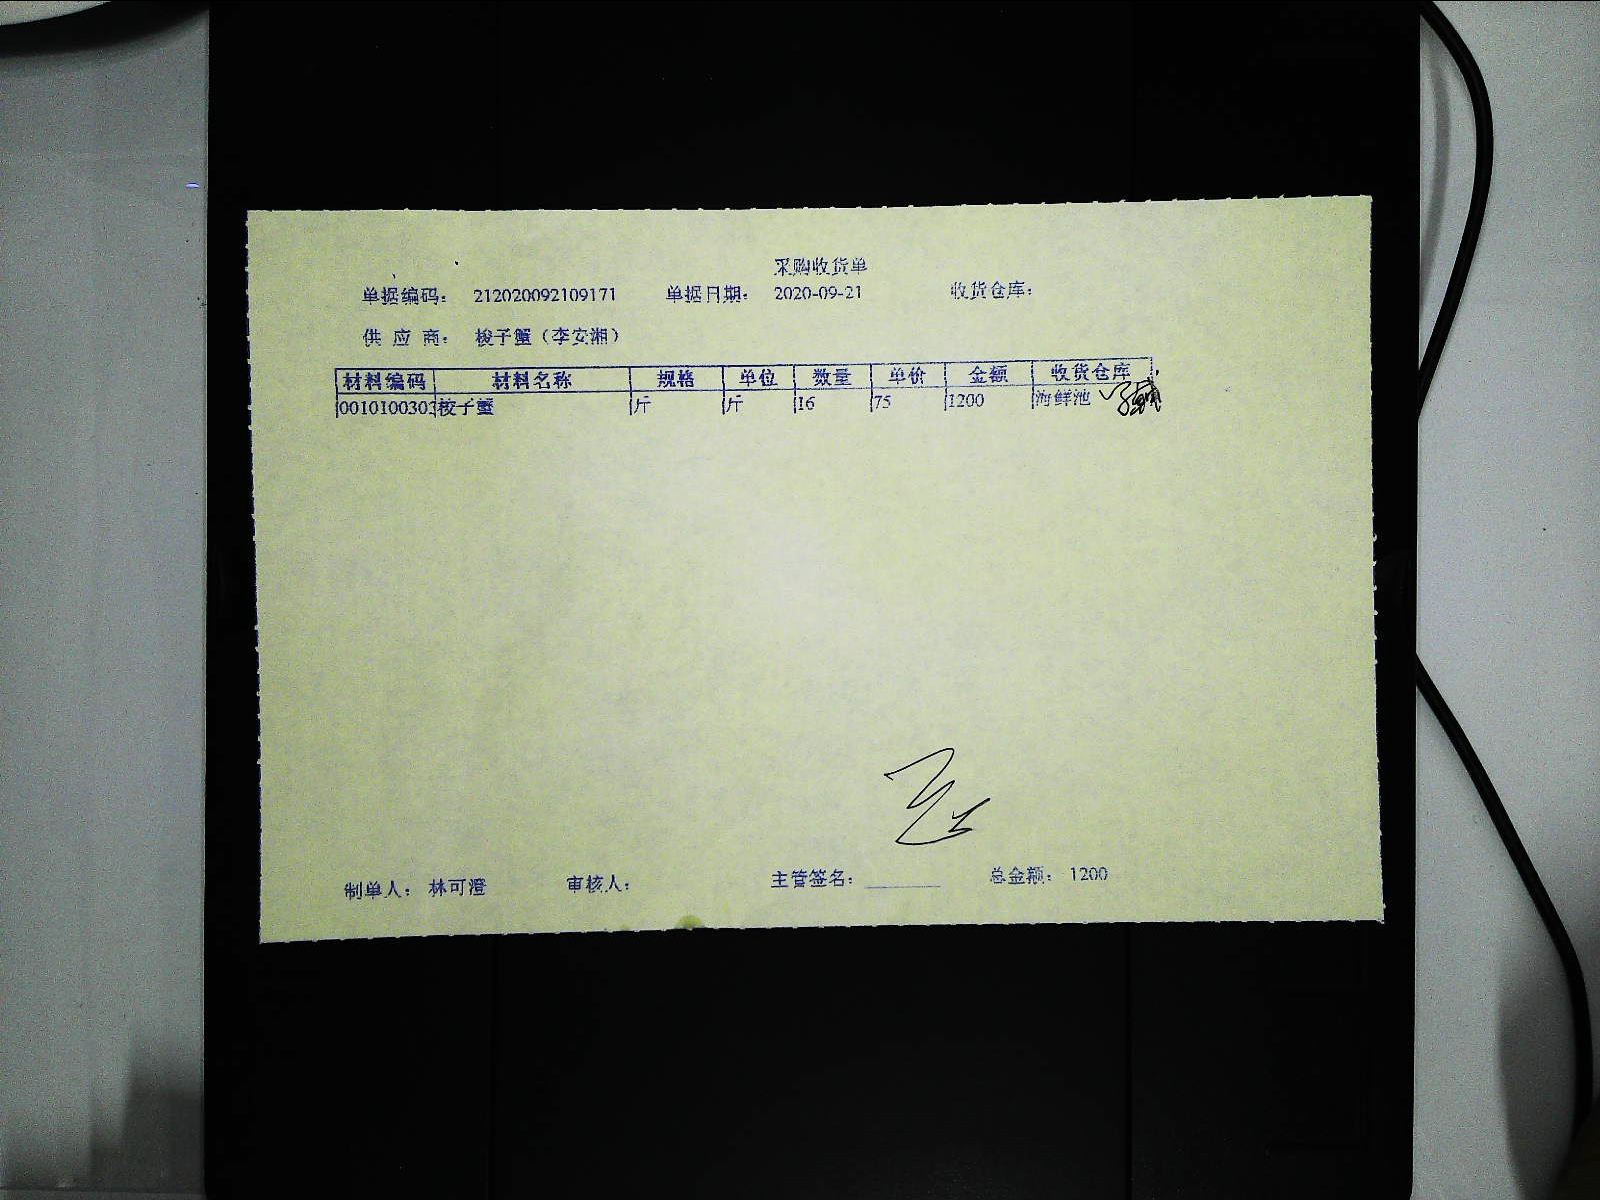 采购收货单
单据编码： 212020092109171 单据日期： 2020-09-21 收货仓库：
供 应 商： 梭子蟹（李安湘）
材料编码 材料名称 规格 单位 数量 单价 金额 收货仓库
0010100303 梭子蟹 斤 斤 16 75 1200 海鲜池
制单人： 林可澄 审核人： 主管签名： 总金额： 1200